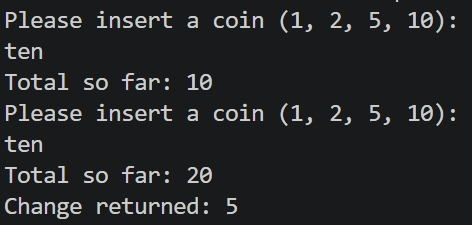 Please insert a coin (1, 2, 5, 10):
ten
Total so far: 10
Please insert a coin (1, 2, 5, 10):
ten
Total so far: 20
Change returned: 5